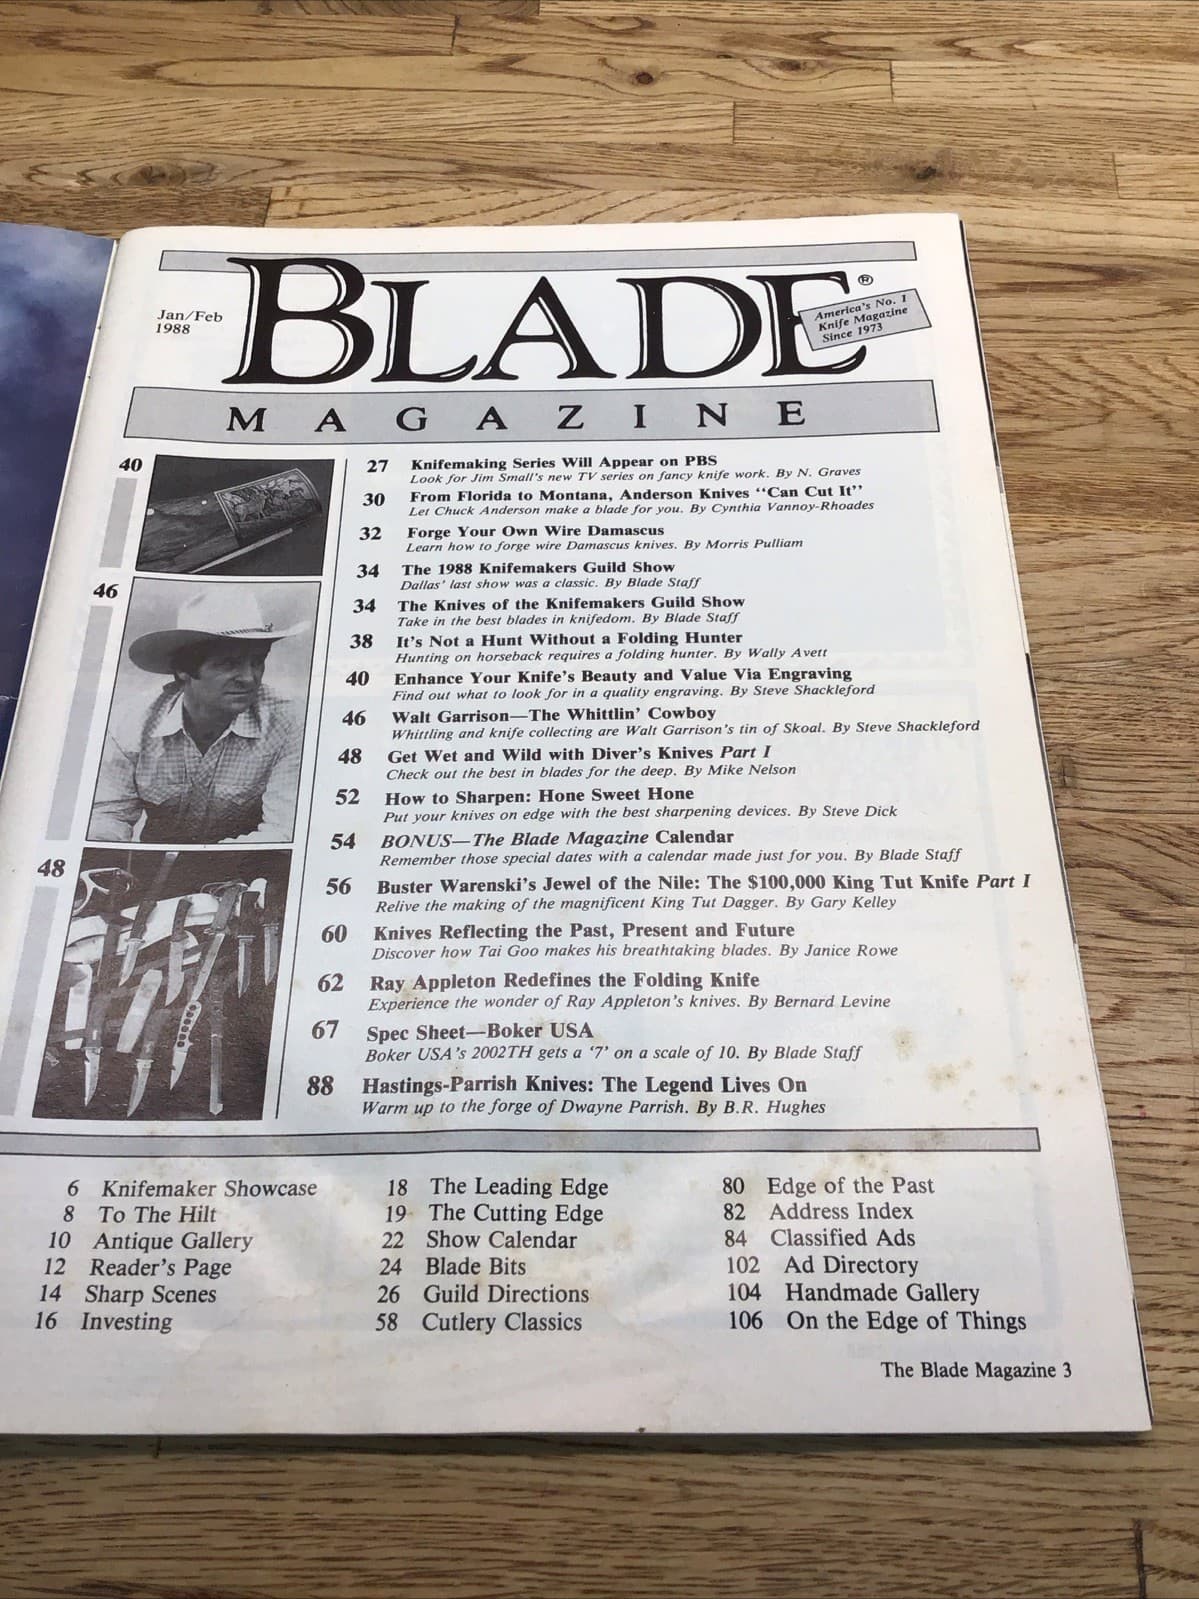 Jan/Feb
1988
BLADE®
America's No. 1
Knife Magazine
Since 1973
MAGAZINE
40
46
48
27 Knifemaking Series Will Appear on PBS
Look for Jim Small's new TV series on fancy knife work. By N. Graves
30 From Florida to Montana, Anderson Knives "Can Cut It"
Let Chuck Anderson make a blade for you. By Cynthia Vannoy-Rhoades
32 Forge Your Own Wire Damascus
Learn how to forge wire Damascus knives. By Morris Pulliam
34 The 1988 Knifemakers Guild Show
Dallas' last show was a classic. By Blade Staff
34 The Knives of the Knifemakers Guild Show
Take in the best blades in knifedom. By Blade Staff
38 It's Not a Hunt Without a Folding Hunter
Hunting on horseback requires a folding hunter. By Wally Avett
40 Enhance Your Knife's Beauty and Value Via Engraving
Find out what to look for in a quality engraving. By Steve Shackleford
46 Walt Garrison—The Whittlin' Cowboy
Whittling and knife collecting are Walt Garrison's tin of Skoal. By Steve Shackleford
48 Get Wet and Wild with Diver's Knives Part I
Check out the best in blades for the deep. By Mike Nelson
52 How to Sharpen: Hone Sweet Hone
Put your knives on edge with the best sharpening devices. By Steve Dick
54 BONUS—The Blade Magazine Calendar
Remember those special dates with a calendar made just for you. By Blade Staff
56 Buster Warenski's Jewel of the Nile: The $100,000 King Tut Knife Part I
Relive the making of the magnificent King Tut Dagger. By Gary Kelley
60 Knives Reflecting the Past, Present and Future
Discover how Tai Goo makes his breathtaking blades. By Janice Rowe
62 Ray Appleton Redefines the Folding Knife
Experience the wonder of Ray Appleton's knives. By Bernard Levine
67 Spec Sheet—Boker USA
Boker USA's 2002TH gets a '7' on a scale of 10. By Blade Staff
88 Hastings-Parrish Knives: The Legend Lives On
Warm up to the forge of Dwayne Parrish. By B.R. Hughes
6 Knifemaker Showcase
8 To The Hilt
10 Antique Gallery
12 Reader's Page
14 Sharp Scenes
16 Investing
18 The Leading Edge
19 The Cutting Edge
22 Show Calendar
24 Blade Bits
26 Guild Directions
58 Cutlery Classics
80 Edge of the Past
82 Address Index
84 Classified Ads
102 Ad Directory
104 Handmade Gallery
106 On the Edge of Things
The Blade Magazine 3